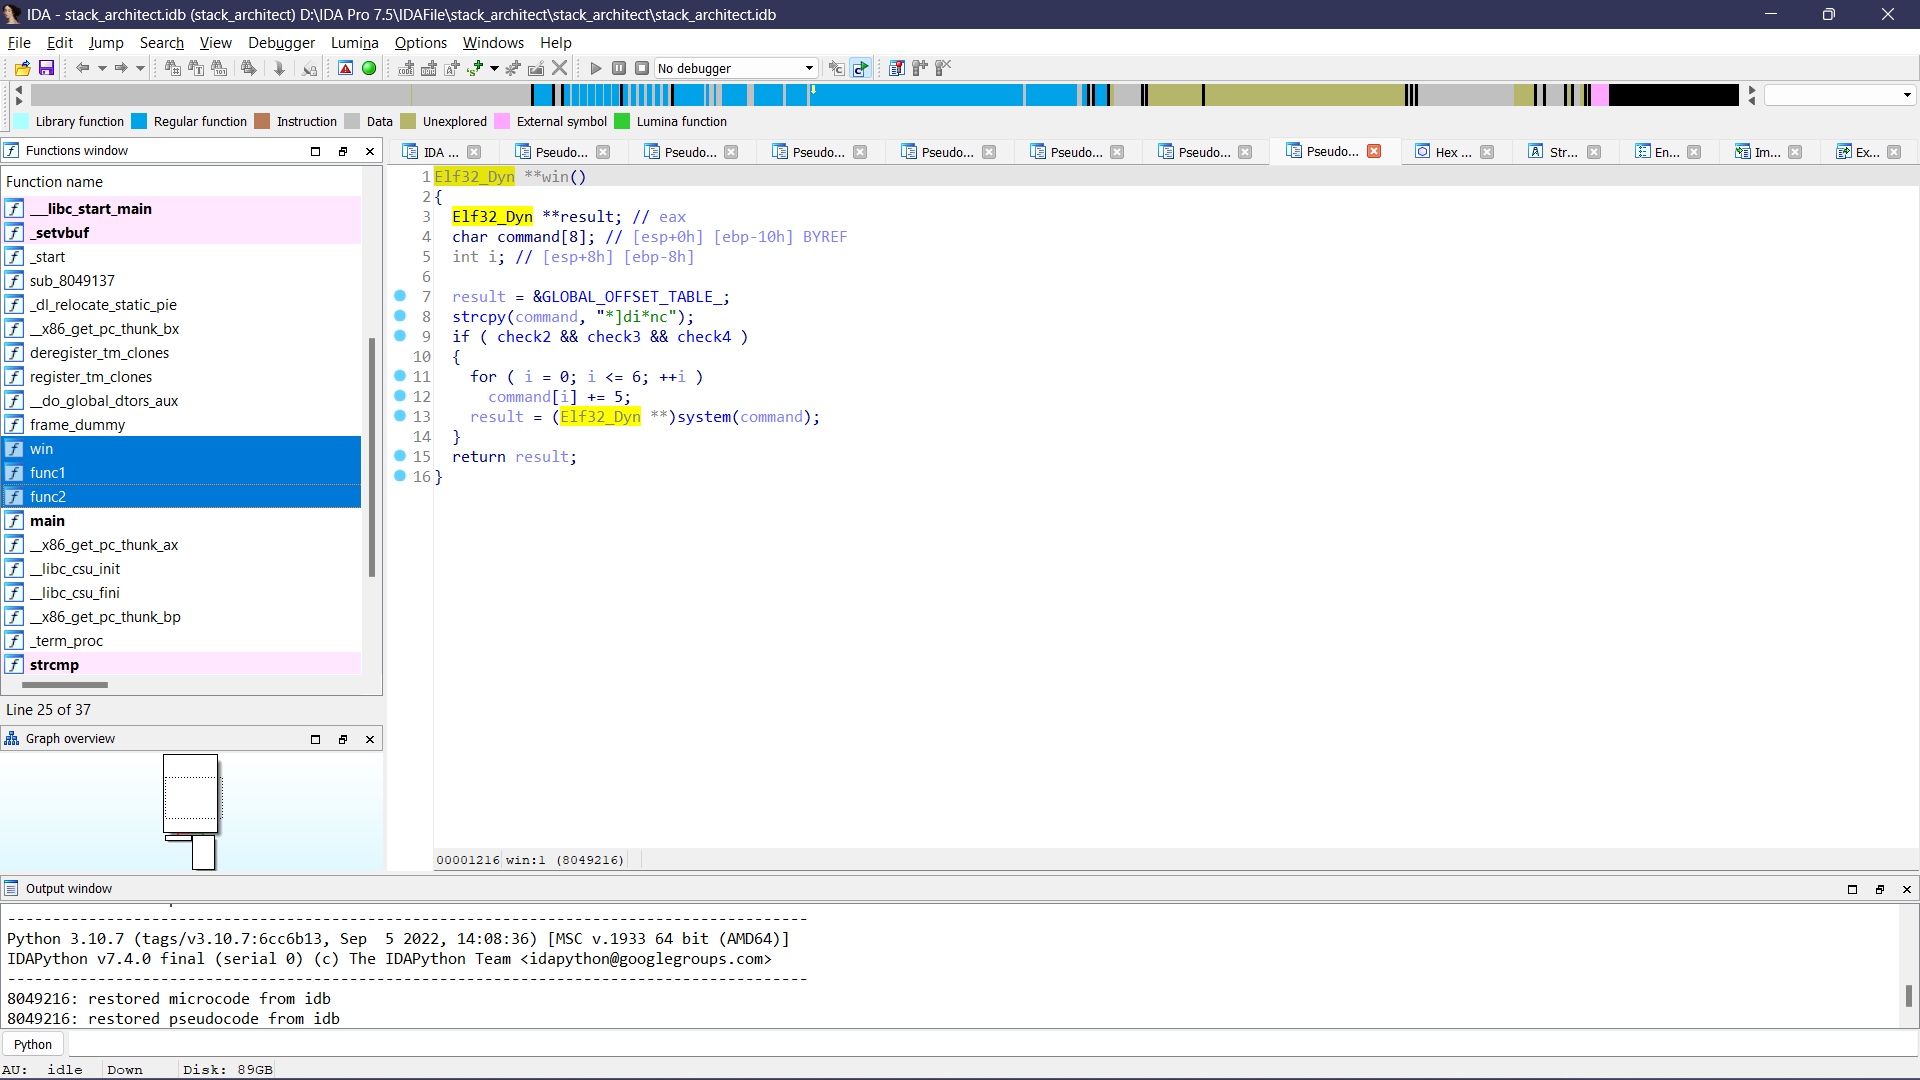 IDA - stack_architect.idb (stack_architect) D:\IDA Pro 7.5\IDAFile\stack_architect\stack_architect\stack_architect.idb
File Edit Jump Search View Debugger Lumina Options Windows Help
No debugger
Library function Regular function Instruction Data Unexplored External symbol Lumina function
Functions window
IDA ... Pseudo... Pseudo... Pseudo... Pseudo... Pseudo... Pseudo... Pseudo... Hex ... Str... En... Im... Ex...
Function name
__libc_start_main
_setvbuf
_start
sub_8049137
_dl_relocate_static_pie
__x86_get_pc_thunk_bx
deregister_tm_clones
register_tm_clones
__do_global_dtors_aux
frame_dummy
win
func1
func2
main
__x86_get_pc_thunk_ax
__libc_csu_init
__libc_csu_fini
__x86_get_pc_thunk_bp
_term_proc
strcmp
Line 25 of 37
Graph overview
1 Elf32_Dyn **win()
2 {
3 Elf32_Dyn **result; // eax
4 char command[8]; // [esp+0h] [ebp-10h] BYREF
5 int i; // [esp+8h] [ebp-8h]
6
7 result = &GLOBAL_OFFSET_TABLE_;
8 strcpy(command, "*]di*nc");
9 if ( check2 && check3 && check4 )
10 {
11 for ( i = 0; i <= 6; ++i )
12 command[i] += 5;
13 result = (Elf32_Dyn **)system(command);
14 }
15 return result;
16 }
00001216 win:1 (8049216)
Output window
--------------------------------------------------------------------------------
Python 3.10.7 (tags/v3.10.7:6cc6b13, Sep  5 2022, 14:08:36) [MSC v.1933 64 bit (AMD64)]
IDAPython v7.4.0 final (serial 0) (c) The IDAPython Team <idapython@googlegroups.com>
--------------------------------------------------------------------------------
8049216: restored microcode from idb
8049216: restored pseudocode from idb
Python
AU: idle Down Disk: 89GB